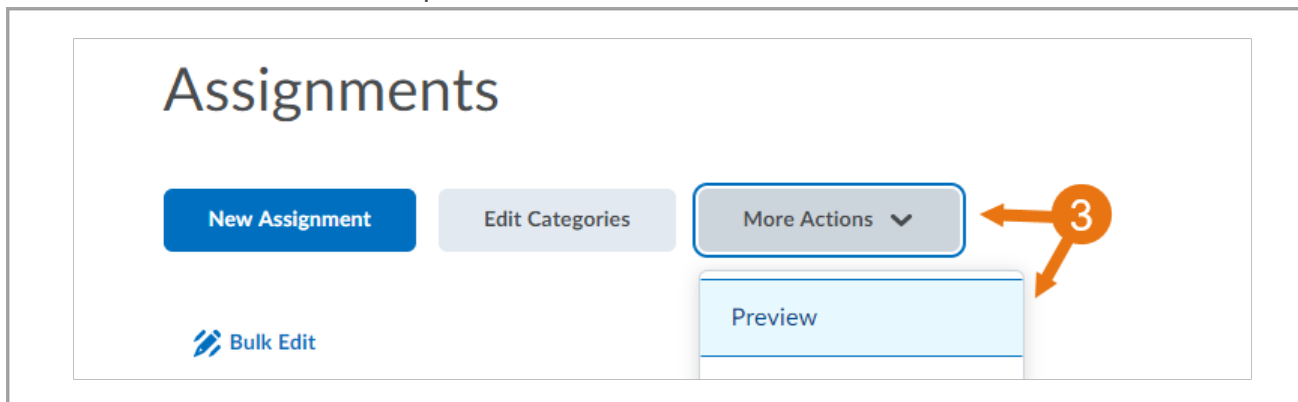 Assignments
New Assignment
Edit Categories
More Actions
3
Preview
Bulk Edit